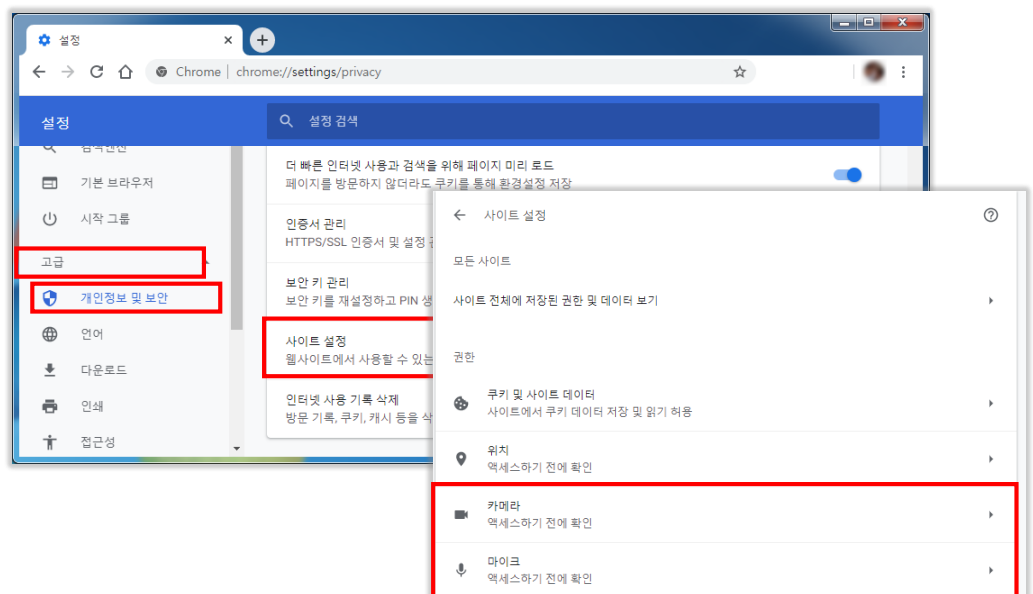 설정
Chrome | chrome://settings/privacy
설정
설정 검색
검색엔진
기본 브라우저
시작 그룹
고급
개인정보 및 보안
언어
다운로드
인쇄
접근성
더 빠른 인터넷 사용과 검색을 위해 페이지 미리 로드
페이지를 방문하지 않더라도 쿠키를 통해 환경설정 저장
인증서 관리
HTTPS/SSL 인증서 및 설정
보안 키 관리
보안 키를 재설정하고 PIN 생
사이트 설정
웹사이트에서 사용할 수 있는
인터넷 사용 기록 삭제
방문 기록, 쿠키, 캐시 등을 삭
사이트 설정
모든 사이트
사이트 전체에 저장된 권한 및 데이터 보기
권한
쿠키 및 사이트 데이터
사이트에서 쿠키 데이터 저장 및 읽기 허용
위치
액세스하기 전에 확인
카메라
액세스하기 전에 확인
마이크
액세스하기 전에 확인